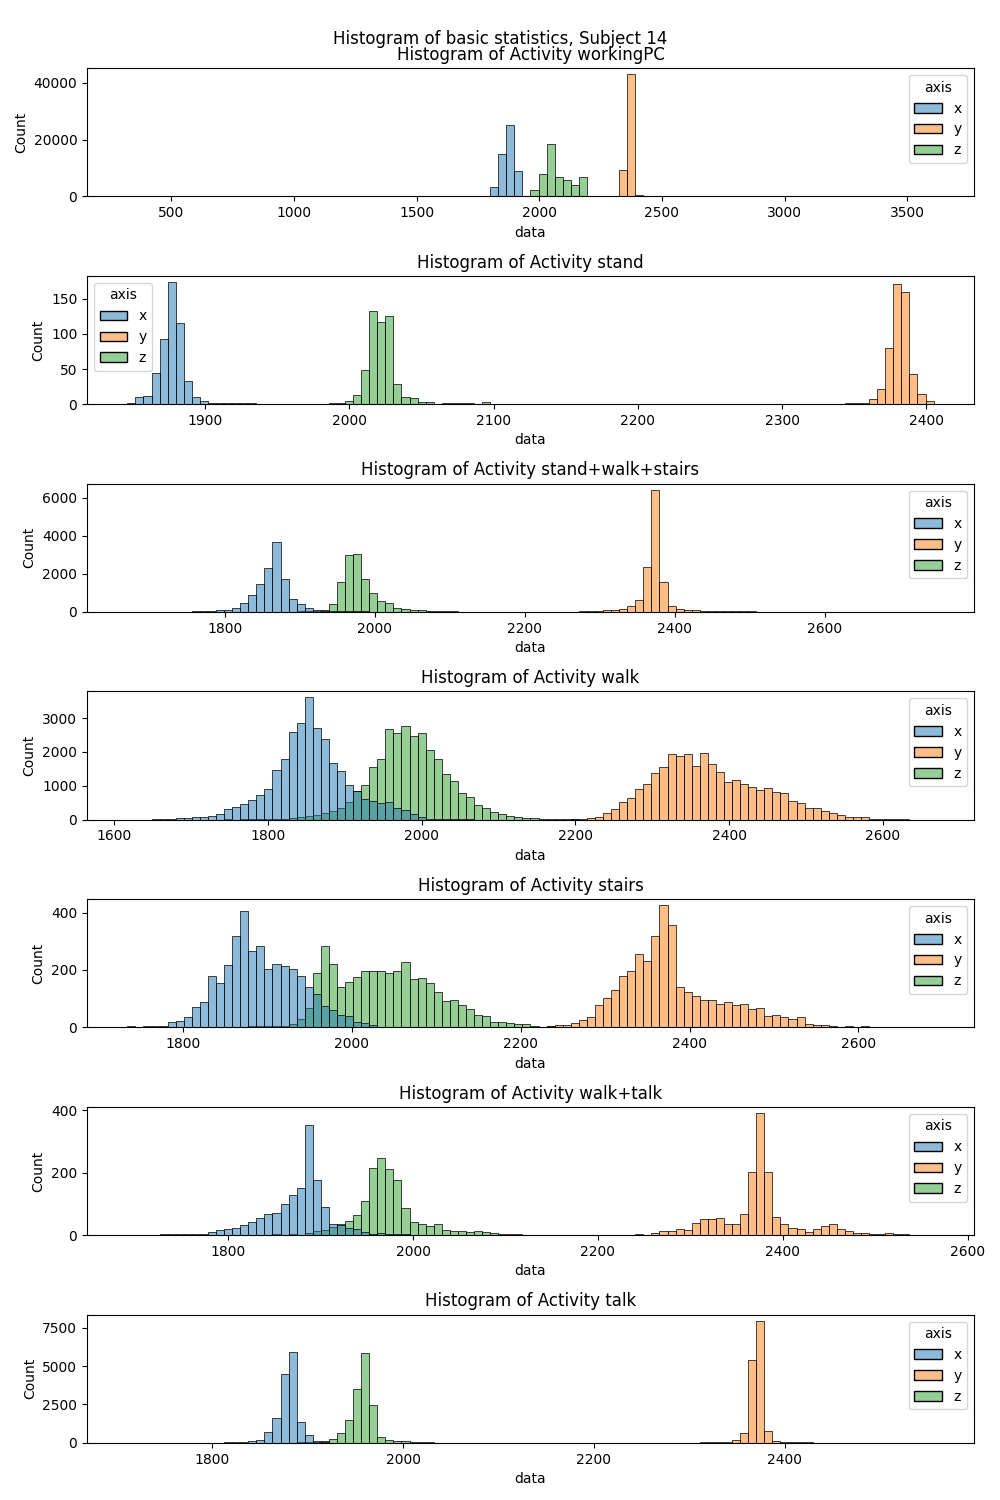 Histogram of basic statistics, Subject 14
Histogram of Activity workingPC
40000
20000
0
Count
500 1000 1500 2000 2500 3000 3500
data
axis
x
y
z
Histogram of Activity stand
150
100
50
0
Count
1900 2000 2100 2200 2300 2400
data
axis
x
y
z
Histogram of Activity stand+walk+stairs
6000
4000
2000
0
Count
1800 2000 2200 2400 2600
data
axis
x
y
z
Histogram of Activity walk
3000
2000
1000
0
Count
1600 1800 2000 2200 2400 2600
data
axis
x
y
z
Histogram of Activity stairs
400
200
0
Count
1800 2000 2200 2400 2600
data
axis
x
y
z
Histogram of Activity walk+talk
400
200
0
Count
1800 2000 2200 2400 2600
data
axis
x
y
z
Histogram of Activity talk
7500
5000
2500
0
Count
1800 2000 2200 2400
data
axis
x
y
z